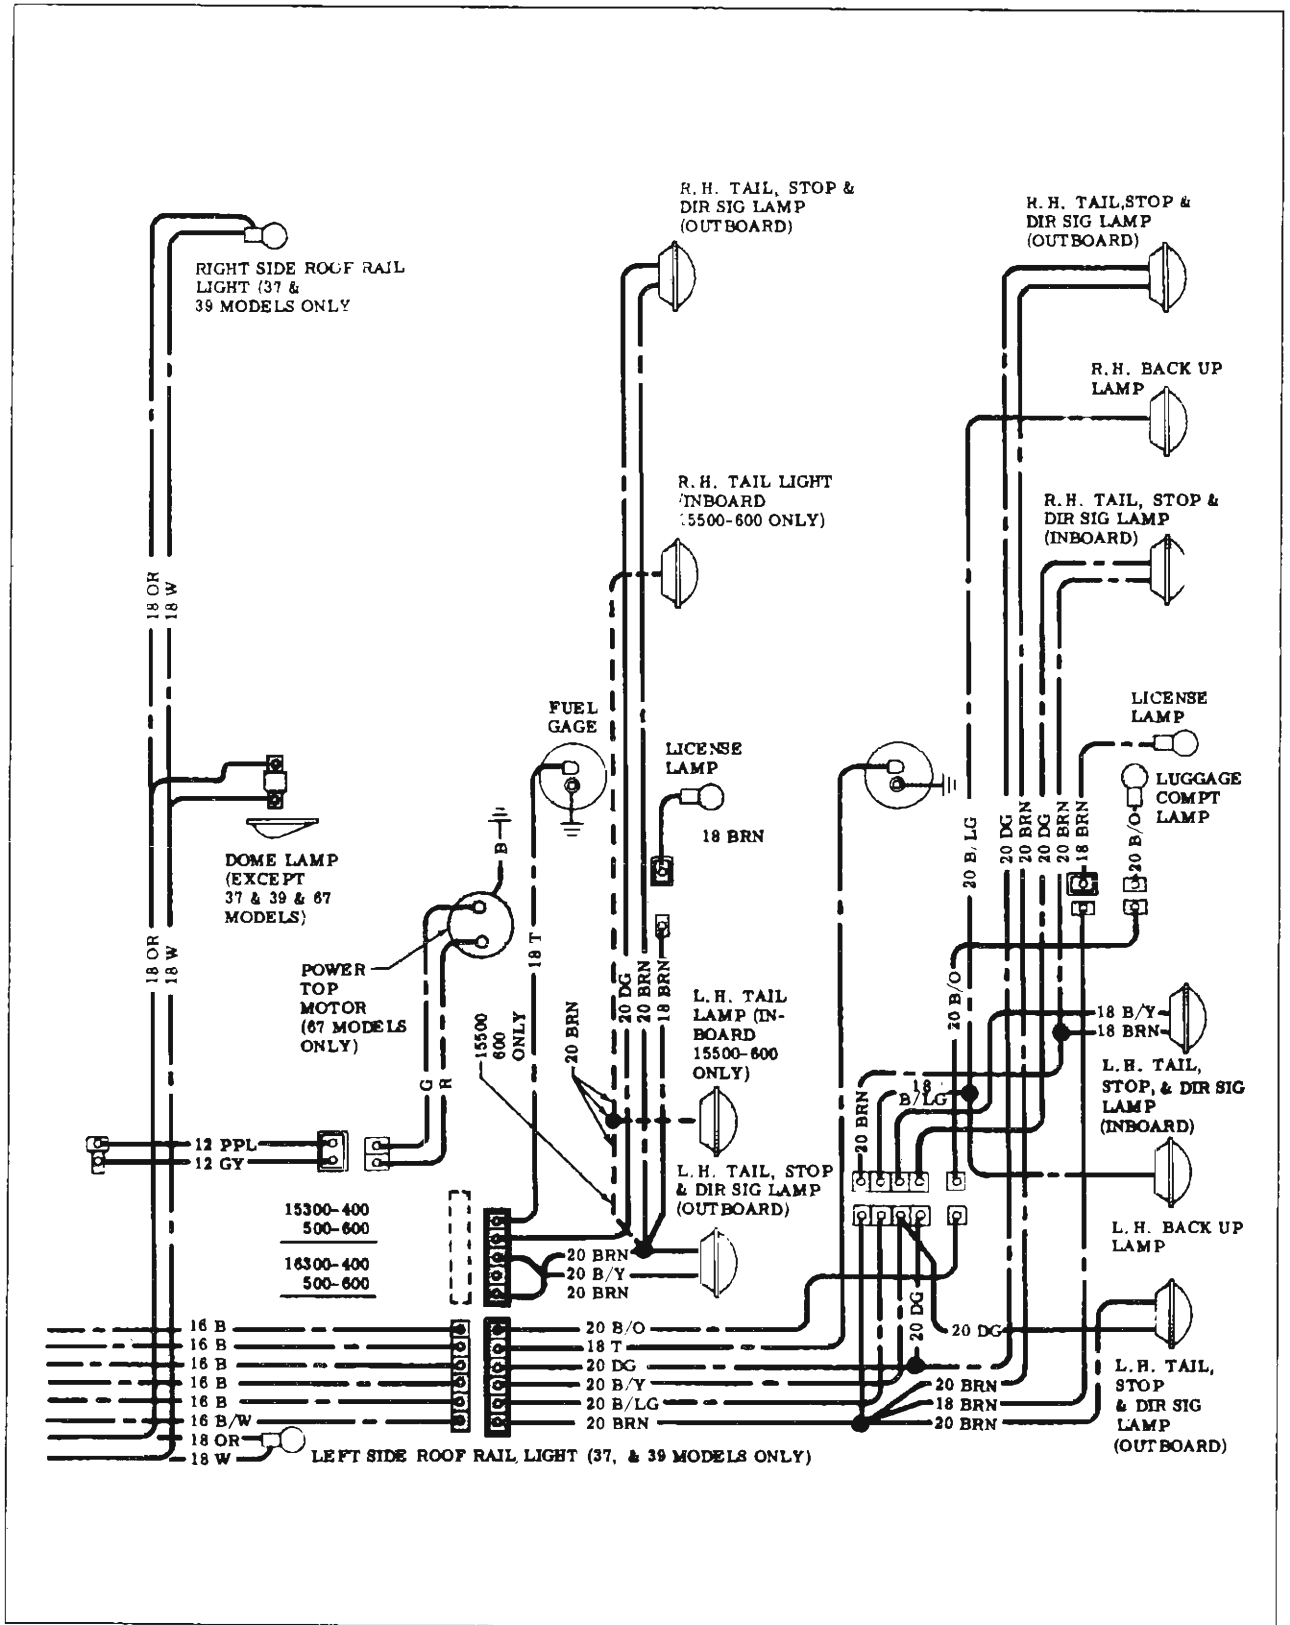 R.H. TAIL, STOP &
DIR SIG LAMP
(OUTBOARD)
R.H. TAIL, STOP &
DIR SIG LAMP
(OUTBOARD)
RIGHT SIDE ROOF RAIL
LIGHT (37 &
39 MODELS ONLY
R.H. BACK UP
LAMP
R.H. TAIL LIGHT
INBOARD
15500-600 ONLY)
R.H. TAIL, STOP &
DIR SIG LAMP
(INBOARD)
18 OR
18 W
FUEL
GAGE
LICENSE
LAMP
18 BRN
LICENSE
LAMP
LUGGAGE
COMPT
LAMP
20 B/LG
20 DG
20 BRN
20 DG
20 BRN
18 BRN
20 B/O
DOME LAMP
(EXCEPT
37 & 39 & 67
MODELS)
B
18 OR
18 W
POWER
TOP
MOTOR
(67 MODELS
ONLY)
G
R
18 T
15500
600
ONLY
20 BRN
20 DG
20 BRN
18 BRN
L.H. TAIL
LAMP (IN-
BOARD
15500-600
ONLY)
20 B/O
18 B/Y
18 BRN
L.H. TAIL,
STOP, & DIR SIG
LAMP
(INBOARD)
20 BRN
18
B/LG
12 PPL
12 GY
L.H. TAIL, STOP
& DIR SIG LAMP
(OUTBOARD)
L.H. BACK UP
LAMP
15300-400
500-600
16300-400
500-600
20 BRN
20 B/Y
20 BRN
16 B
16 B
16 B
16 B
16 B
16 B/W
18 OR
18 W
20 B/O
18 T
20 DG
20 B/Y
20 B/LG
20 BRN
20 DG
20 DG
20 BRN
18 BRN
20 BRN
L.H. TAIL,
STOP
& DIR SIG
LAMP
(OUTBOARD)
LEFT SIDE ROOF RAIL LIGHT (37, & 39 MODELS ONLY)